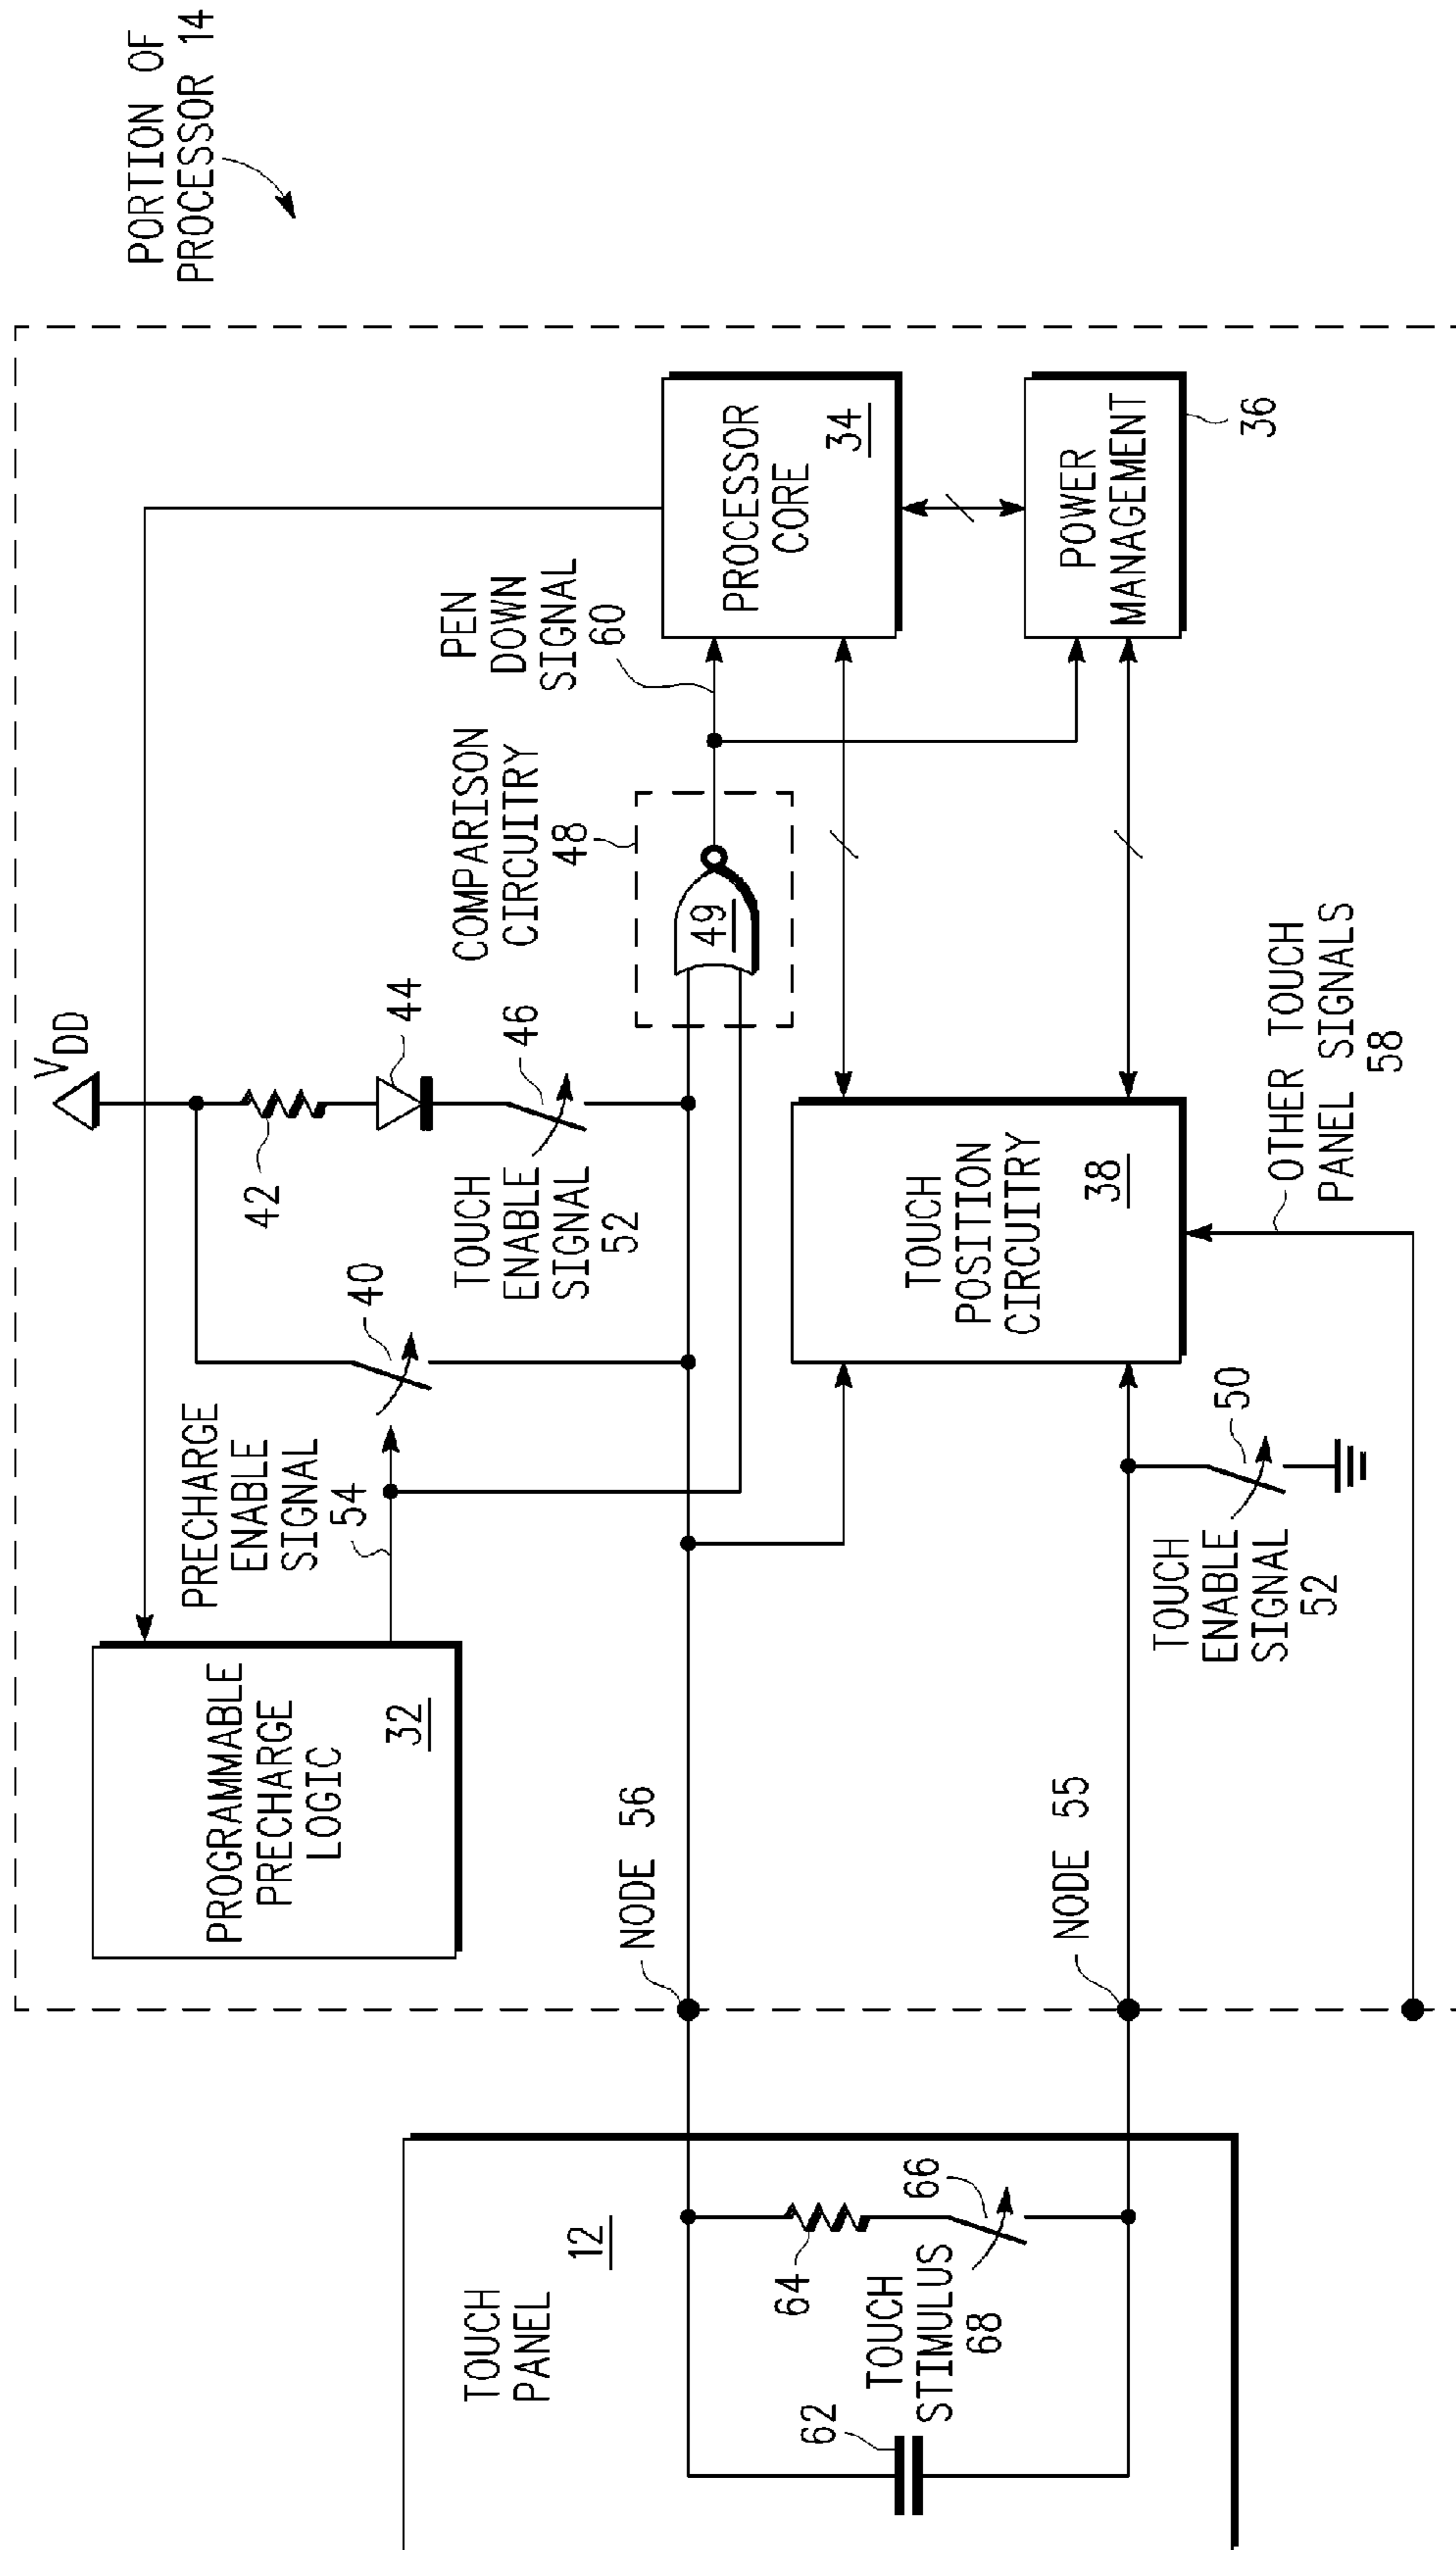 PORTION OF
PROCESSOR 14
VDD
PROGRAMMABLE
PRECHARGE
LOGIC
32
PRECHARGE
ENABLE
SIGNAL
54
40
42
44
TOUCH
ENABLE
SIGNAL
52
46
COMPARISON
CIRCUITRY
48
49
PEN
DOWN
SIGNAL
60
PROCESSOR
CORE
34
POWER
MANAGEMENT
36
TOUCH
PANEL
12
NODE 56
NODE 55
62
64
TOUCH
STIMULUS
68
66
TOUCH
POSITION
CIRCUITRY
38
TOUCH
ENABLE
SIGNAL
52
50
OTHER TOUCH
PANEL SIGNALS
58